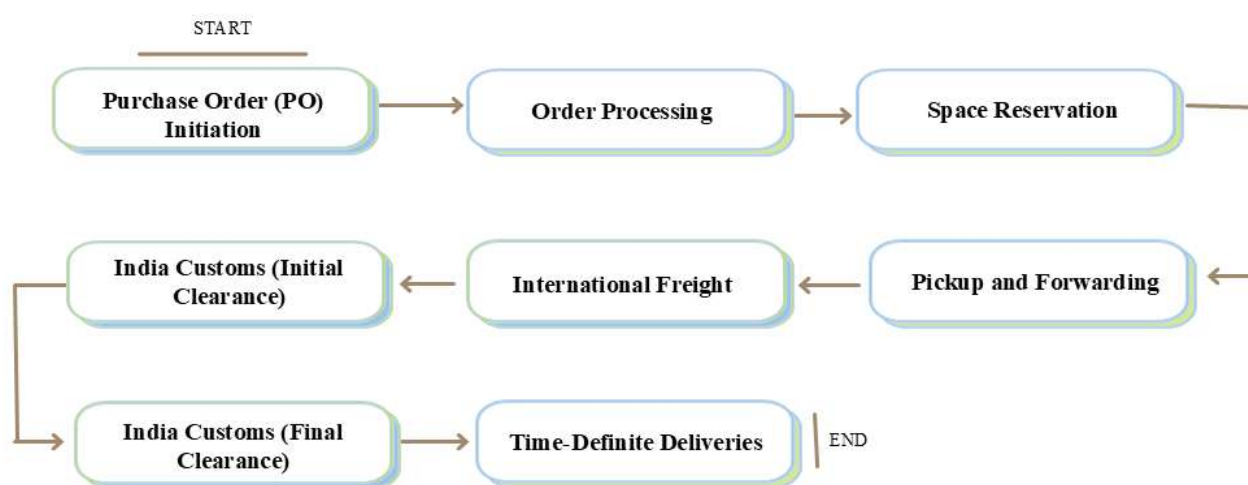 START
Purchase Order (PO)
Initiation
Order Processing
Space Reservation
Pickup and Forwarding
International Freight
India Customs (Initial
Clearance)
India Customs (Final
Clearance)
Time-Definite Deliveries
END